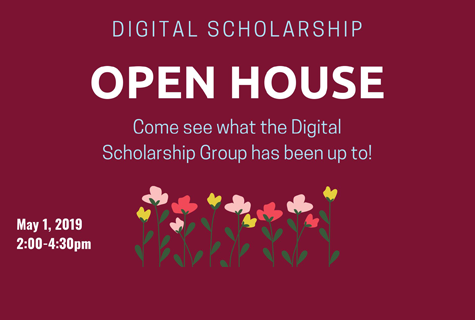 DIGITAL SCHOLARSHIP
OPEN HOUSE
Come see what the Digital
Scholarship Group has been up to!
May 1, 2019
2:00-4:30pm